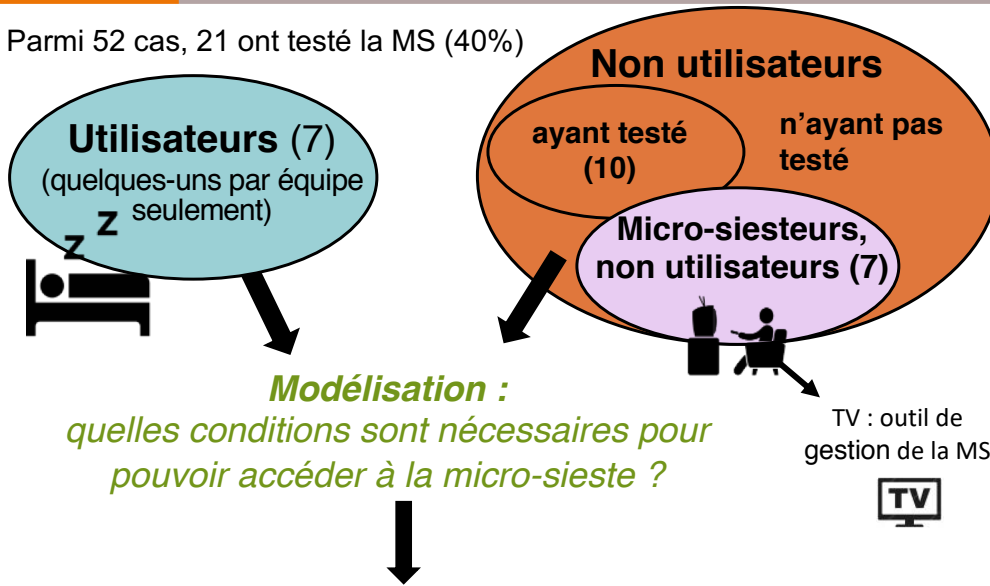 Parmi 52 cas, 21 ont testé la MS (40%)
Utilisateurs (7)
(quelques-uns par équipe
seulement)
z z
Non utilisateurs
ayant testé
(10)
n'ayant pas
testé
Micro-siesteurs,
non utilisateurs (7)
Modélisation :
quelles conditions sont nécessaires pour
pouvoir accéder à la micro-sieste ?
TV : outil de
gestion de la MS
TV